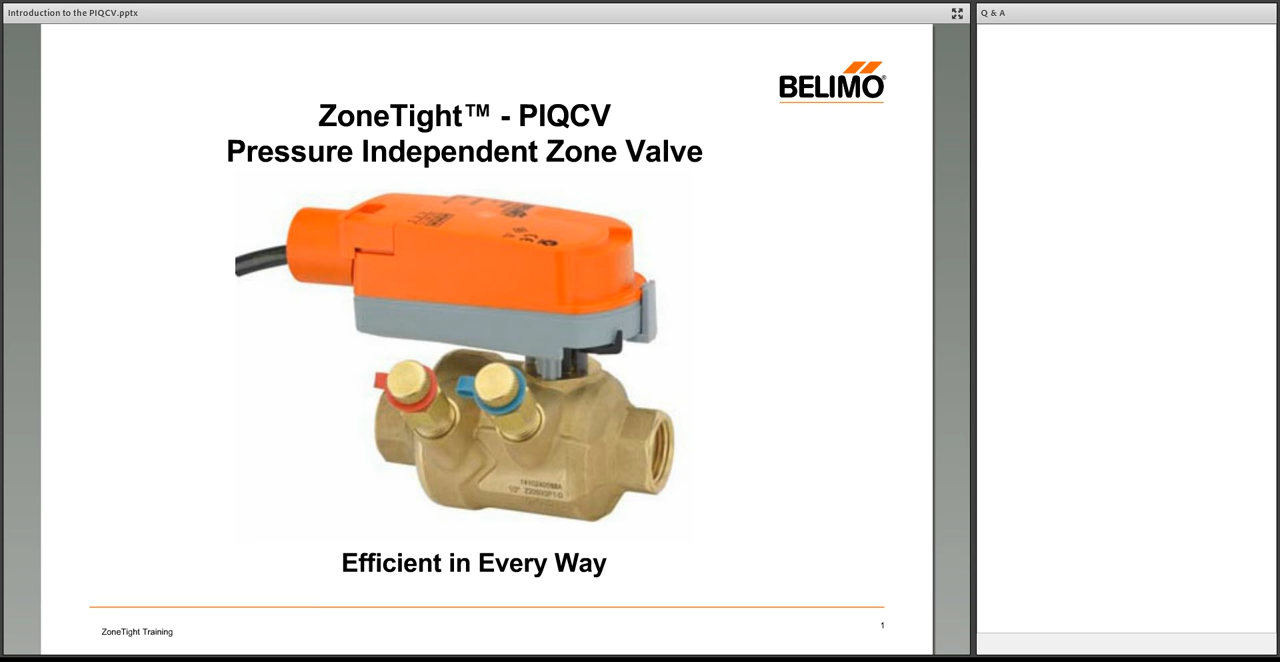 Introduction to the PIQCV.pptx
Q & A
BELIMO®
ZoneTight™ - PIQCV
Pressure Independent Zone Valve
Efficient in Every Way
1
ZoneTight Training